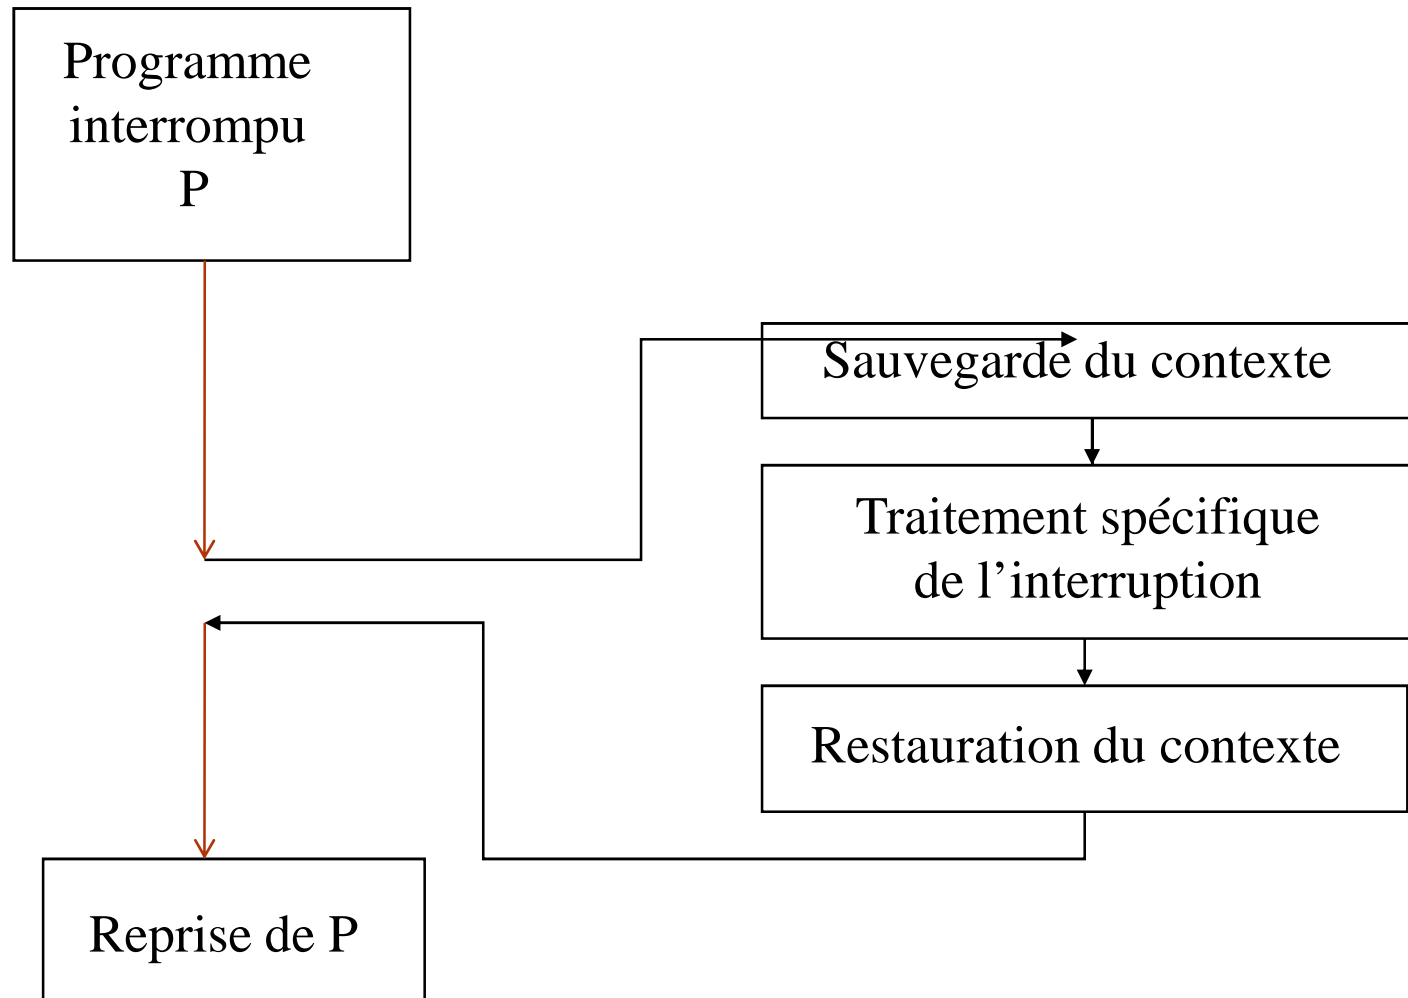 Programme
interrompu
P
Sauvegarde du contexte
Traitement spécifique
de l’interruption
Restauration du contexte
Reprise de P